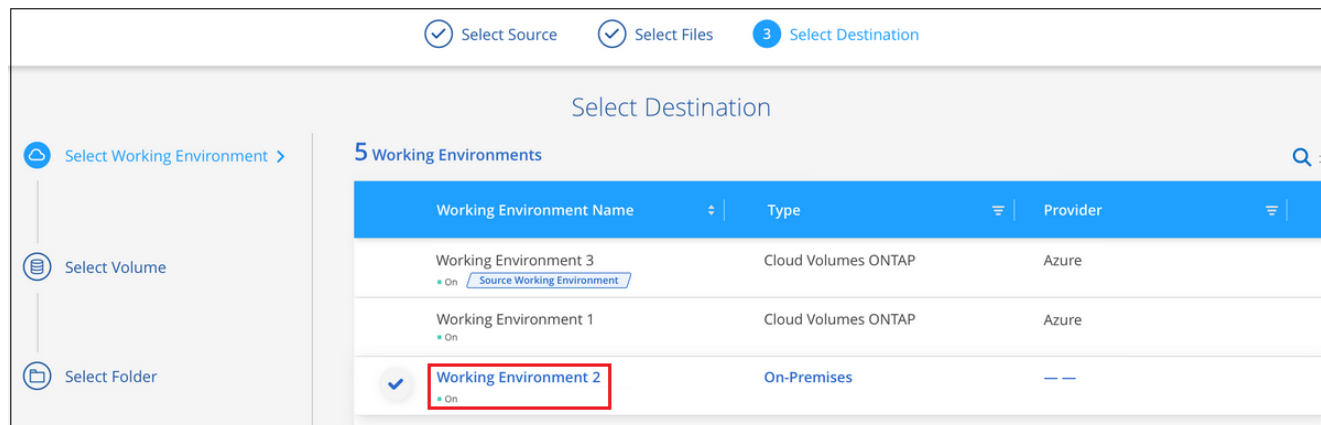 Select Source
Select Files
3 Select Destination
Select Destination
Select Working Environment
5 Working Environments
Working Environment Name
Type
Provider
Working Environment 3
Cloud Volumes ONTAP
Azure
On
Source Working Environment
Select Volume
Working Environment 1
Cloud Volumes ONTAP
Azure
On
Select Folder
Working Environment 2
On-Premises
— —
On